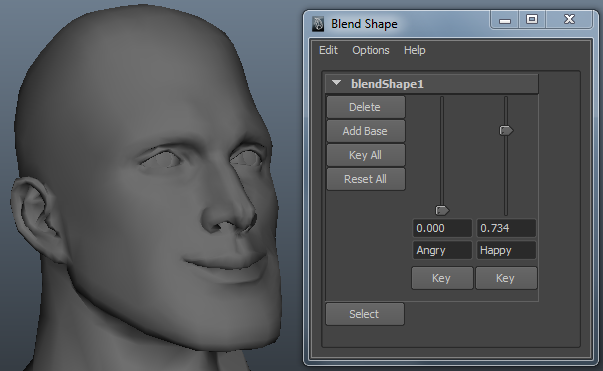 Blend Shape
Edit Options Help
blendShape1
Delete
Add Base
Key All
Reset All
0.000 0.734
Angry Happy
Key Key
Select